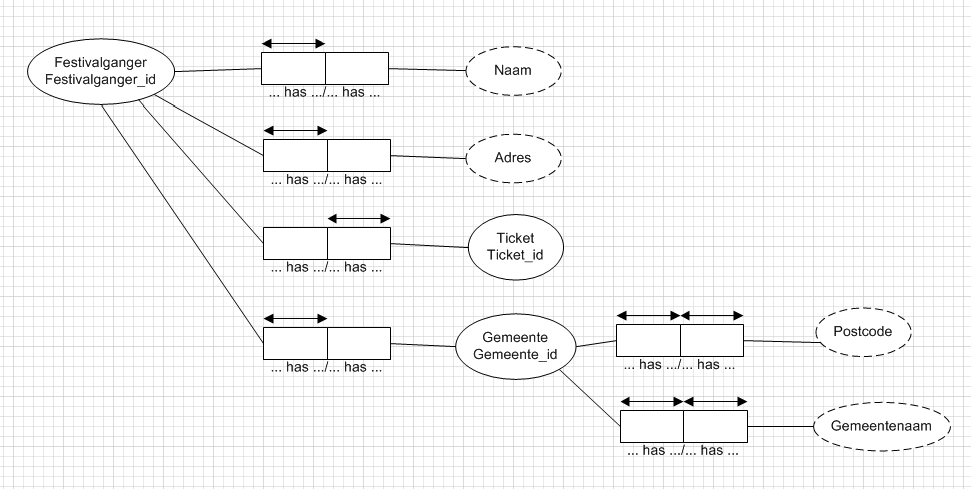 Festivalganger
Festivalganger_id
... has .../... has ...
Naam
... has .../... has ...
Adres
... has .../... has ...
Ticket
Ticket_id
... has .../... has ...
Gemeente
Gemeente_id
... has .../... has ...
Postcode
... has .../... has ...
Gemeentenaam